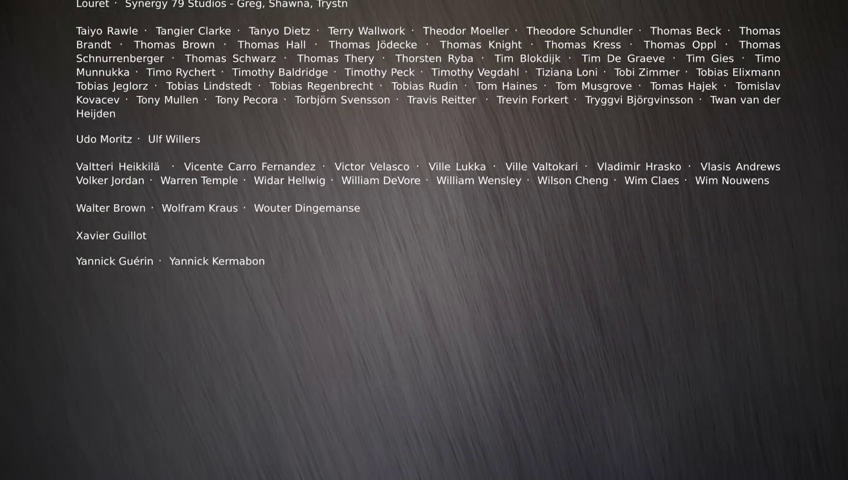 Louret · Synergy 79 Studios - Greg, Shawna, Trystn
Taiyo Rawle · Tangier Clarke · Tanyo Dietz · Terry Wallwork · Theodor Moeller · Theodore Schundler · Thomas Beck · Thomas
Brandt · Thomas Brown · Thomas Hall · Thomas Jödecke · Thomas Knight · Thomas Kress · Thomas Oppl · Thomas
Schnurrenberger · Thomas Schwarz · Thomas Thery · Thorsten Ryba · Tim Blokdijk · Tim De Graeve · Tim Gies · Timo
Munnukka · Timo Rychert · Timothy Baldridge · Timothy Peck · Timothy Vegdahl · Tiziana Loni · Tobi Zimmer · Tobias Elixmann
Tobias Jeglorz · Tobias Lindstedt · Tobias Regenbrecht · Tobias Rudin · Tom Haines · Tom Musgrove · Tomas Hajek · Tomislav
Kovacev · Tony Mullen · Tony Pecora · Torbjörn Svensson · Travis Reitter · Trevin Forkert · Tryggvi Björgvinsson · Twan van der
Heijden
Udo Moritz · Ulf Willers
Valtteri Heikkilä · Vicente Carro Fernandez · Victor Velasco · Ville Lukka · Ville Valtokari · Vladimir Hrasko · Vlasis Andrews
Volker Jordan · Warren Temple · Widar Hellwig · William DeVore · William Wensley · Wilson Cheng · Wim Claes · Wim Nouwens
Walter Brown · Wolfram Kraus · Wouter Dingemanse
Xavier Guillot
Yannick Guérin · Yannick Kermabon